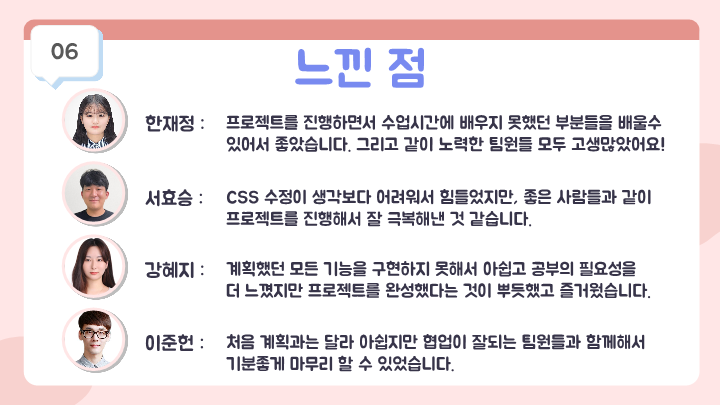 06
느낀 점
한재정 : 프로젝트를 진행하면서 수업시간에 배우지 못했던 부분들을 배울수
있어서 좋았습니다. 그리고 같이 노력한 팀원들 모두 고생많았어요!
서효승 : CSS 수정이 생각보다 어려워서 힘들었지만, 좋은 사람들과 같이
프로젝트를 진행해서 잘 극복해낸 것 같습니다.
강혜지 : 계획했던 모든 기능을 구현하지 못해서 아쉽고 공부의 필요성을
더 느꼈지만 프로젝트를 완성했다는 것이 뿌듯했고 즐거웠습니다.
이준헌 : 처음 계획과는 달라 아쉽지만 협업이 잘되는 팀원들과 함께해서
기분좋게 마무리 할 수 있었습니다.